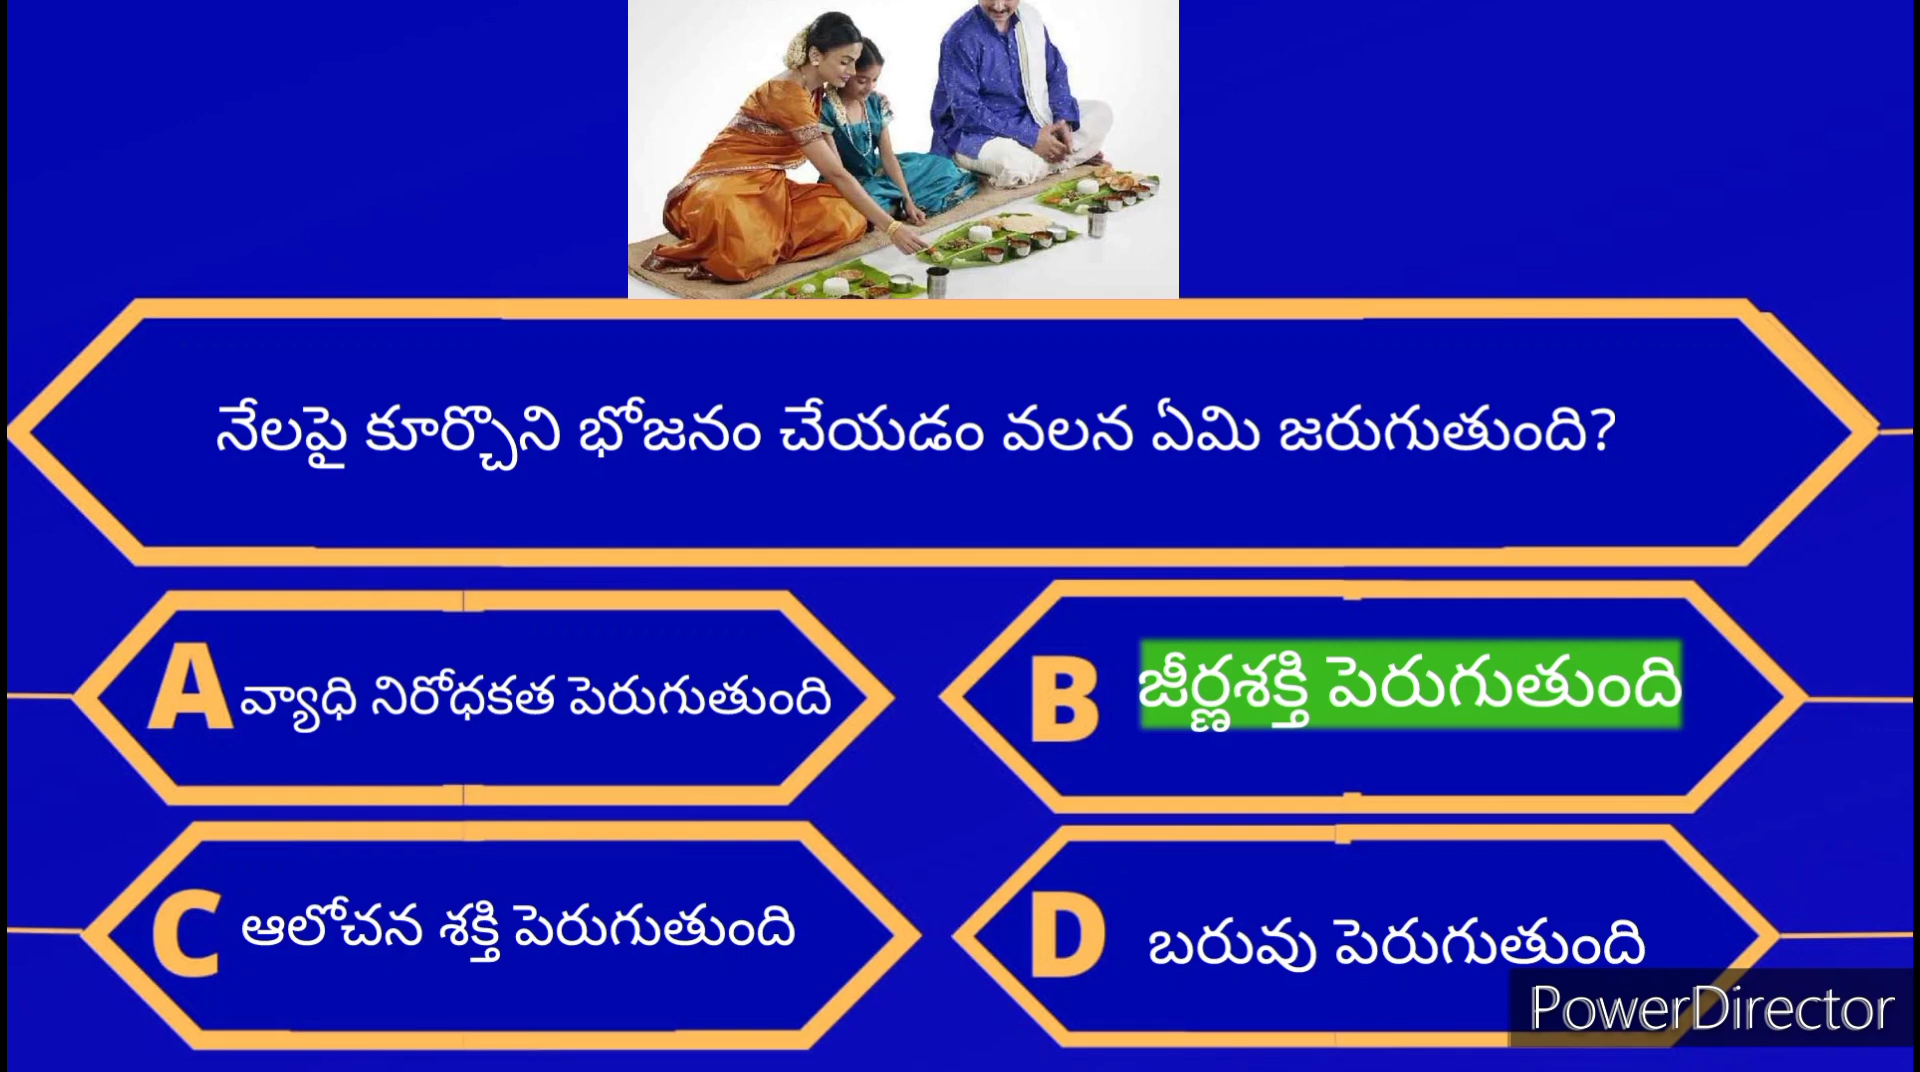 నేలపై కూర్చొని భోజనం చేయడం వలన ఏమి జరుగుతుంది?
A వ్యాధి నిరోధకత పెరుగుతుంది
B జీర్ణశక్తి పెరుగుతుంది
C ఆలోచన శక్తి పెరుగుతుంది
D బరువు పెరుగుతుంది
PowerDirector